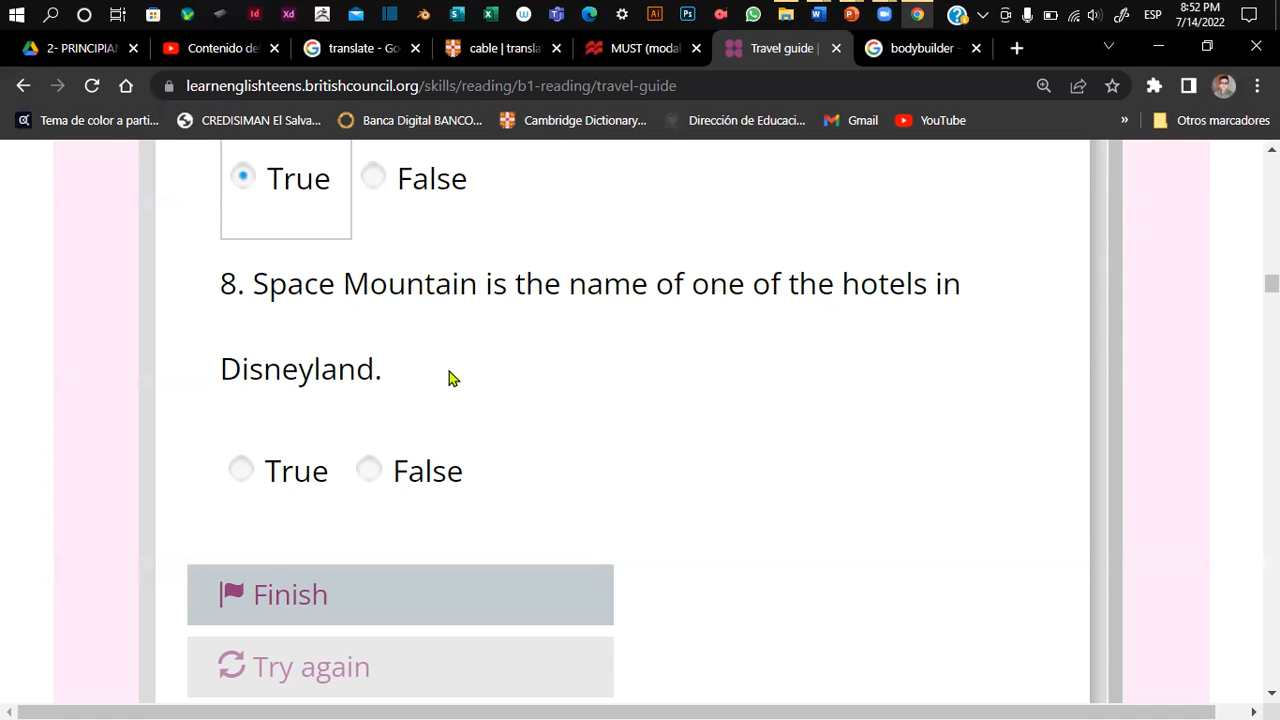 8:52 PM
ESP
7/14/2022
2- PRINCIPIAN
Contenido de
translate - Go
cable | transla
MUST (modal
Travel guide |
bodybuilder -
learnenglishteens.britishcouncil.org/skills/reading/b1-reading/travel-guide
Tema de color a parti...
CREDISIMAN El Salva...
Banca Digital BANCO...
Cambridge Dictionary...
Dirección de Educaci...
Gmail
YouTube
»
Otros marcadores
True False
8. Space Mountain is the name of one of the hotels in
Disneyland.
True False
Finish
Try again